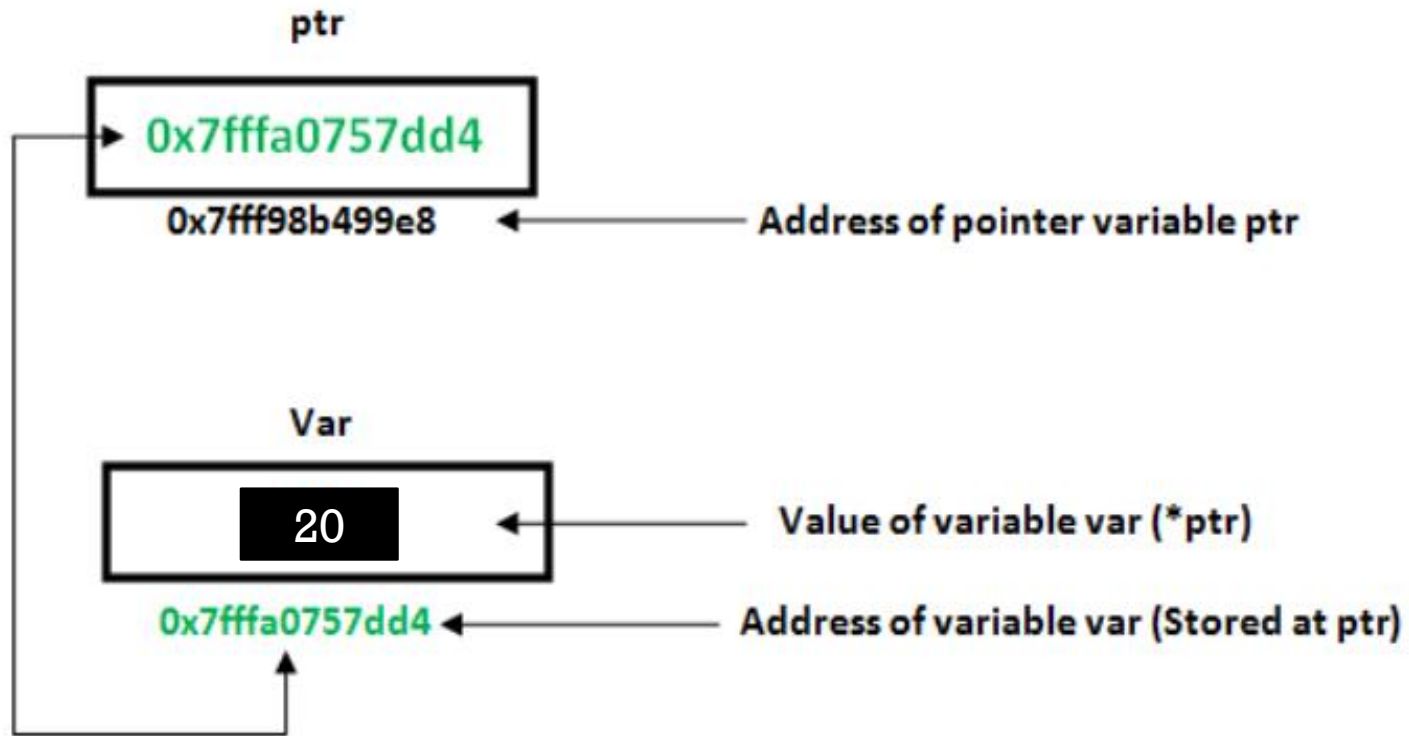 ptr
0x7fffa0757dd4
0x7fff98b499e8
Address of pointer variable ptr
Var
20
Value of variable var (*ptr)
0x7fffa0757dd4
Address of variable var (Stored at ptr)